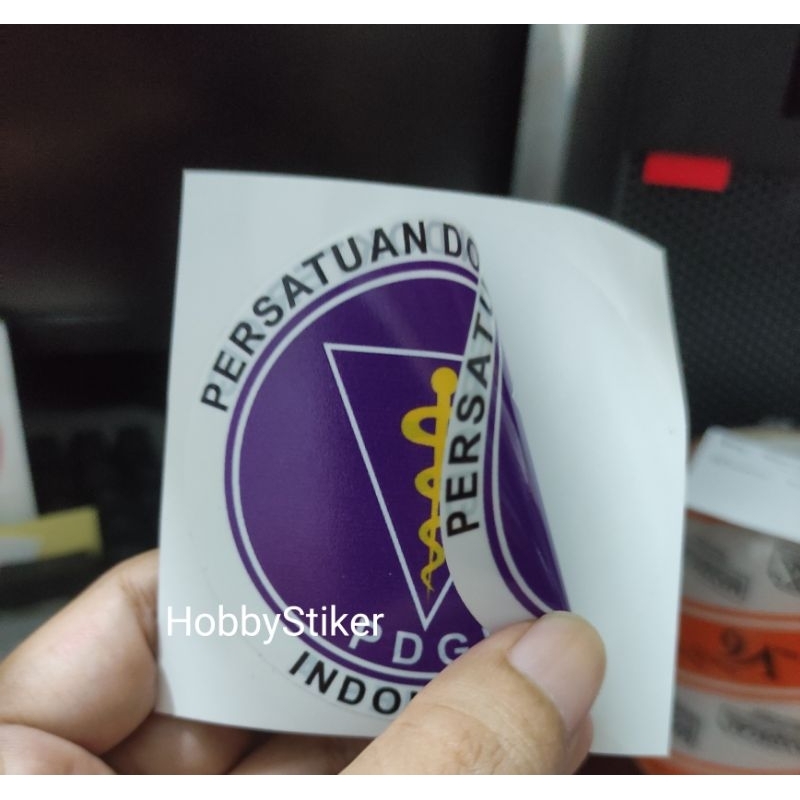 PERSATUAN DO
PERSATU
HobbyStiker
PDG
INDO